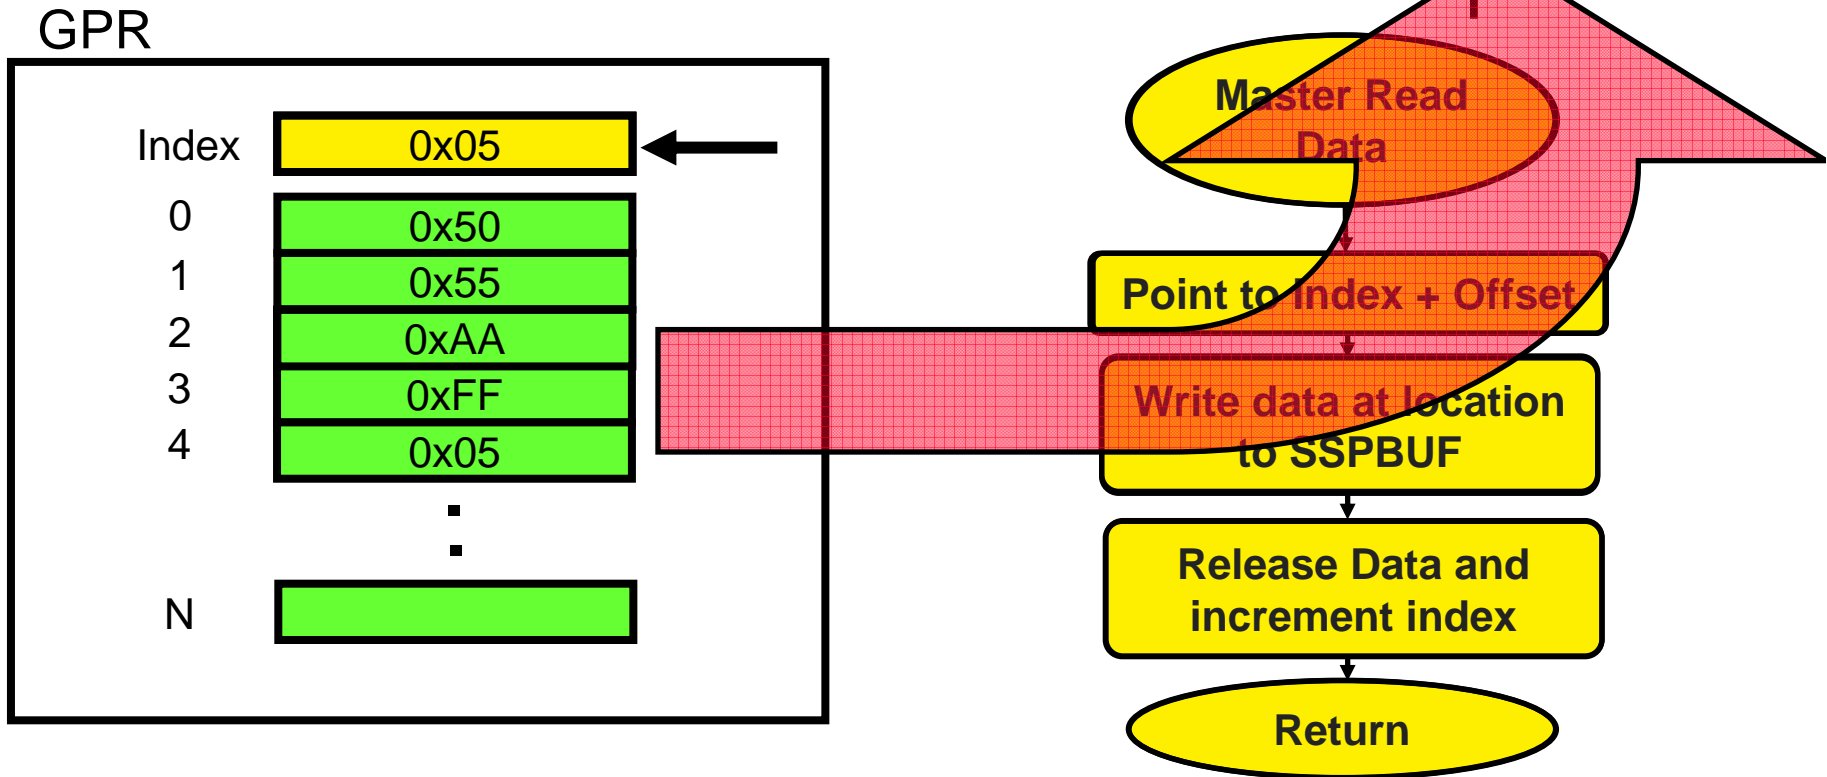 GPR
Index 0x05
0 0x50
1 0x55
2 0xAA
3 0xFF
4 0x05
N
Master Read
Data
Point to Index + Offset
Write data at location
to SSPBUF
Release Data and
increment index
Return